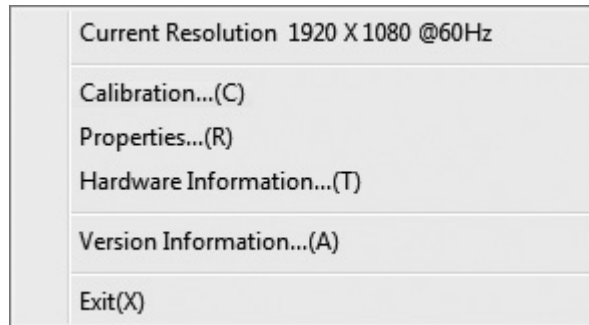 Current Resolution 1920 X 1080 @60Hz
Calibration...(C)
Properties...(R)
Hardware Information...(T)
Version Information...(A)
Exit(X)